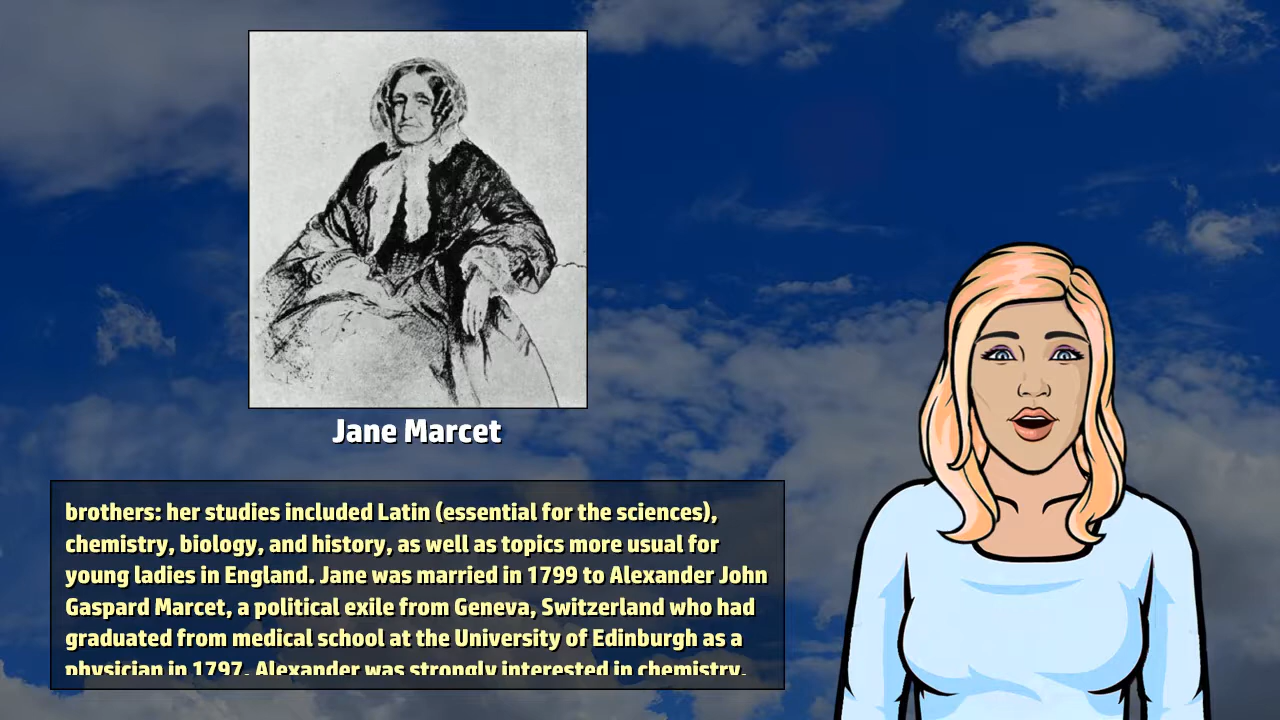 Jane Marcet
brothers: her studies included Latin (essential for the sciences),
chemistry, biology, and history, as well as topics more usual for
young ladies in England. Jane was married in 1799 to Alexander John
Gaspard Marcet, a political exile from Geneva, Switzerland who had
graduated from medical school at the University of Edinburgh as a
physician in 1797. Alexander was strongly interested in chemistry,